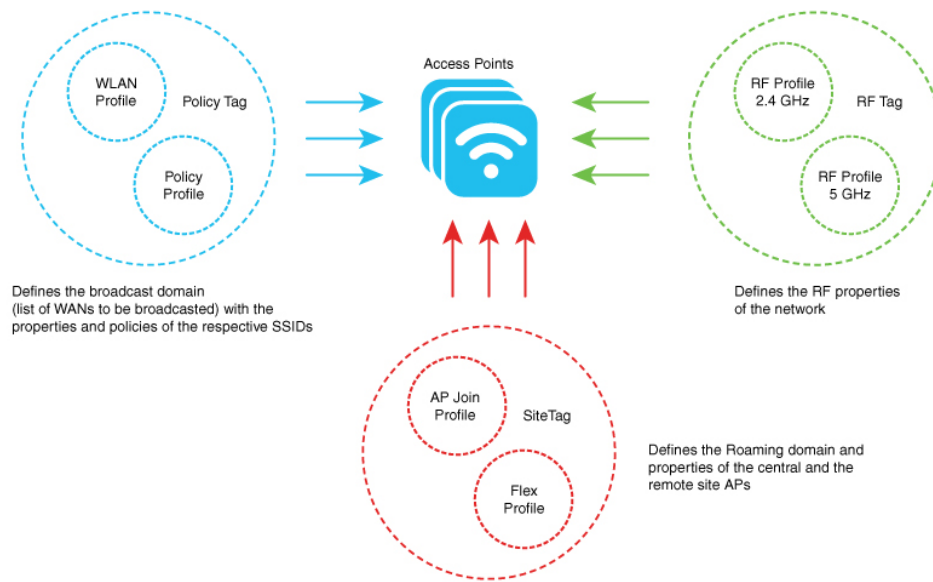 Access Points
WLAN
Profile
Policy Tag
Policy
Profile
RF Profile
2.4 GHz
RF Tag
RF Profile
5 GHz
Defines the broadcast domain
(list of WANs to be broadcasted) with the
properties and policies of the respective SSIDs
Defines the RF properties
of the network
AP Join
Profile
SiteTag
Flex
Profile
Defines the Roaming domain and
properties of the central and the
remote site APs